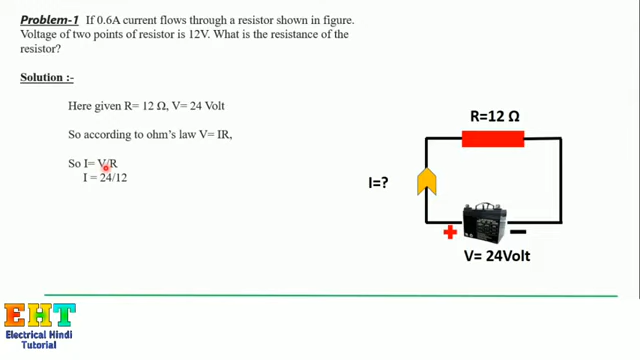 Problem-1 If 0.6A current flows through a resistor shown in figure.
Voltage of two points of resistor is 12V. What is the resistance of the
resistor?
Solution :-
Here given R= 12 Ω, V= 24 Volt
So according to ohm's law V= IR,
So I= V/R
I = 24/12
R=12 Ω
I=?
+ −
V= 24Volt
EHT
Electrical Hindi
Tutorial